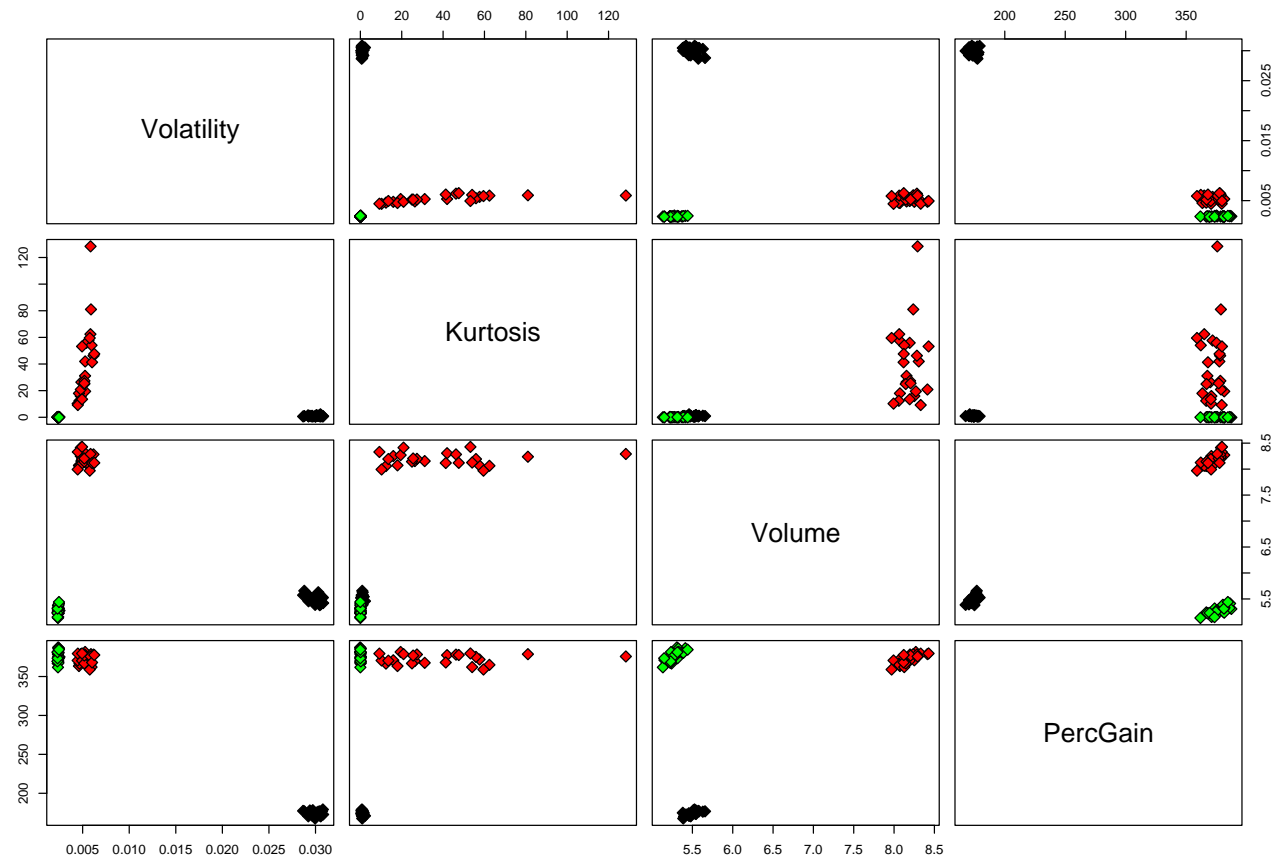 0 20 40 60 80 100 120
200 250 300 350
Volatility
0.005 0.015 0.025
0 20 40 60 80 120
Kurtosis
Volume
5.5 6.5 7.5 8.5
200 250 300 350
PercGain
0.005 0.010 0.015 0.020 0.025 0.030
5.5 6.0 6.5 7.0 7.5 8.0 8.5